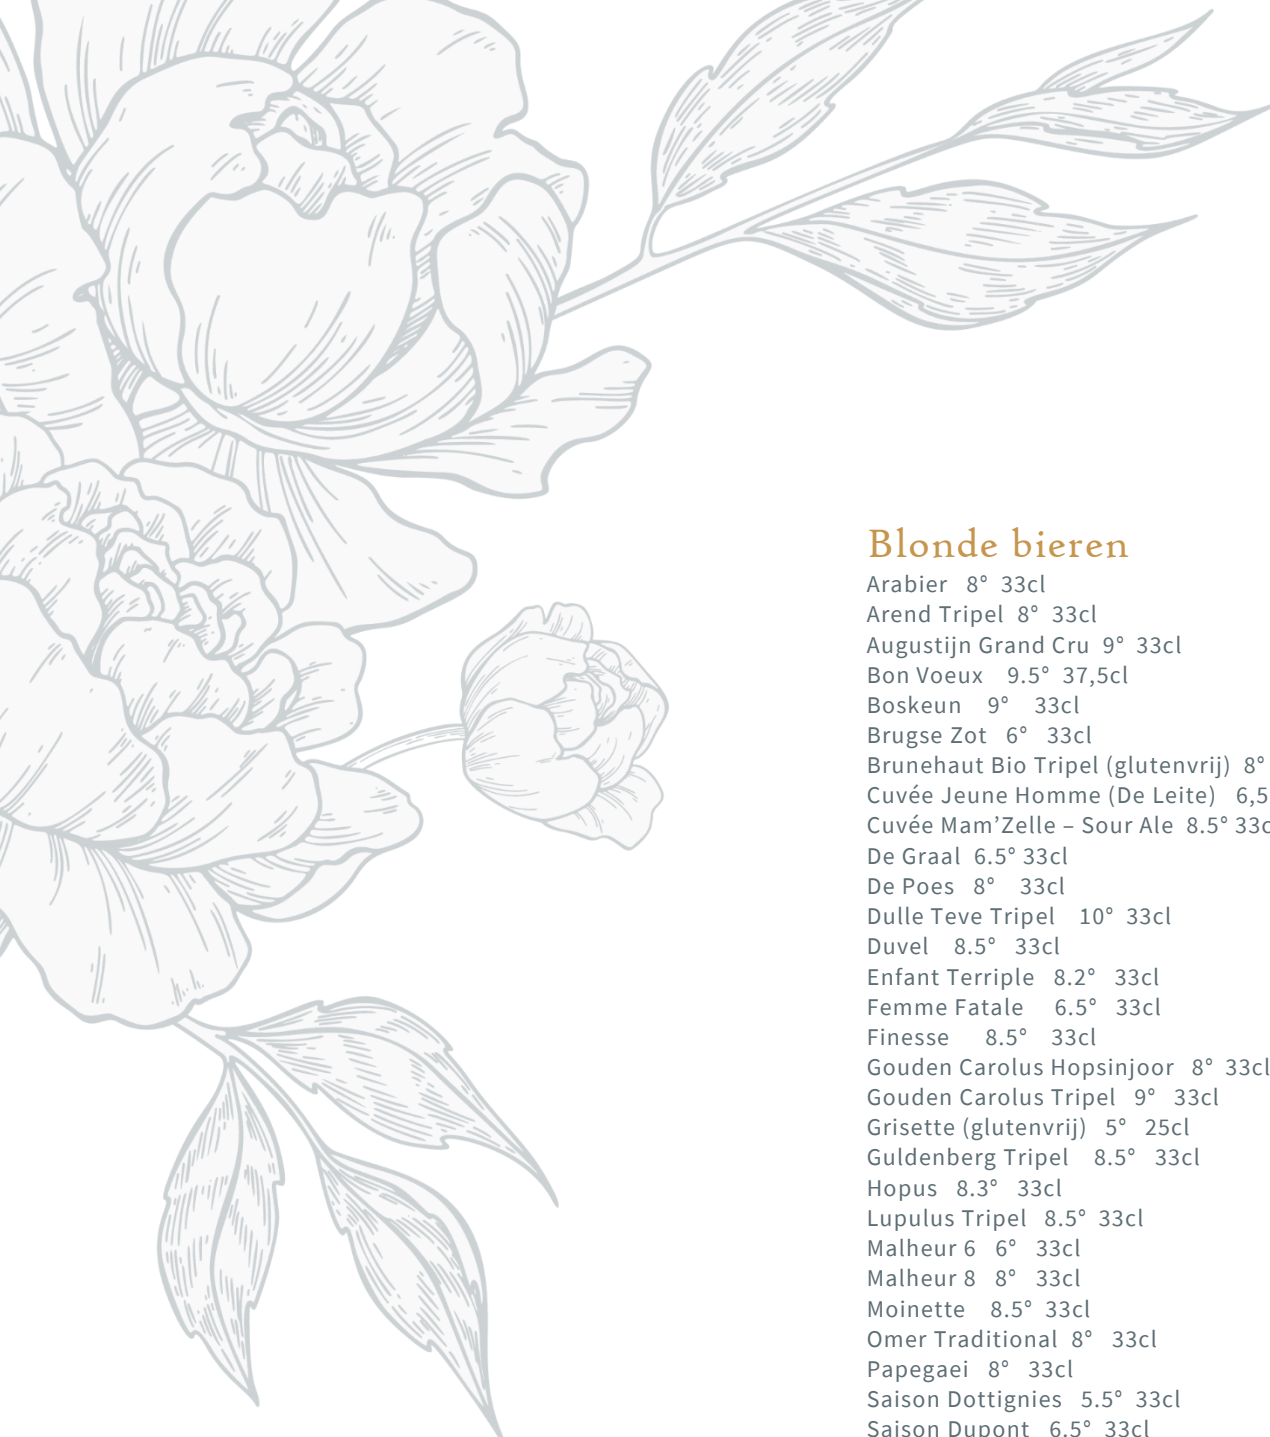 Blonde bieren
Arabier 8° 33cl
Arend Tripel 8° 33cl
Augustijn Grand Cru 9° 33cl
Bon Voeux 9.5° 37,5cl
Boskeun 9° 33cl
Brugse Zot 6° 33cl
Brunehaut Bio Tripel (glutenvrij) 8°
Cuvée Jeune Homme (De Leite) 6,5
Cuvée Mam’Zelle – Sour Ale 8.5° 33c
De Graal 6.5° 33cl
De Poes 8° 33cl
Dulle Teve Tripel 10° 33cl
Duvel 8.5° 33cl
Enfant Terriple 8.2° 33cl
Femme Fatale 6.5° 33cl
Finesse 8.5° 33cl
Gouden Carolus Hopsinjoor 8° 33cl
Gouden Carolus Tripel 9° 33cl
Grisette (glutenvrij) 5° 25cl
Guldenberg Tripel 8.5° 33cl
Hopus 8.3° 33cl
Lupulus Tripel 8.5° 33cl
Malheur 6 6° 33cl
Malheur 8 8° 33cl
Moinette 8.5° 33cl
Omer Traditional 8° 33cl
Papegaei 8° 33cl
Saison Dottignies 5.5° 33cl
Saison Dupont 6.5° 33cl